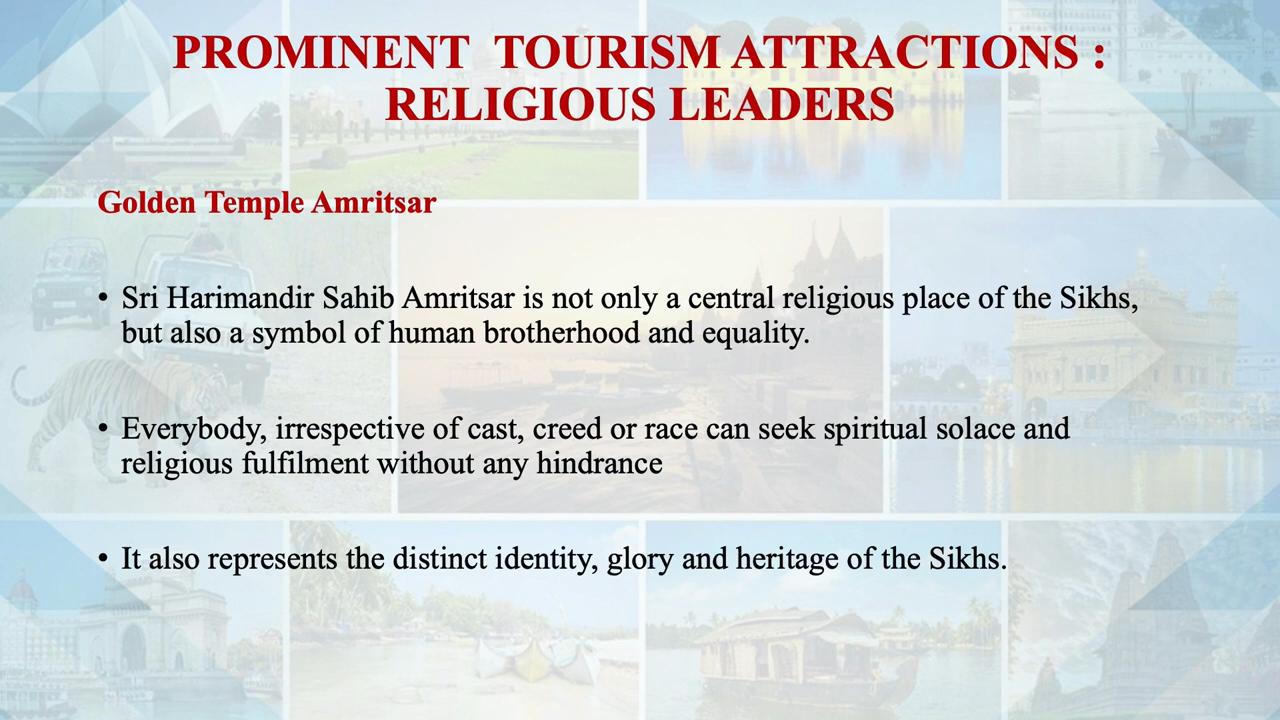 PROMINENT  TOURISM ATTRACTIONS :
RELIGIOUS LEADERS
Golden Temple Amritsar
• Sri Harimandir Sahib Amritsar is not only a central religious place of the Sikhs,
but also a symbol of human brotherhood and equality.
• Everybody, irrespective of cast, creed or race can seek spiritual solace and
religious fulfilment without any hindrance
• It also represents the distinct identity, glory and heritage of the Sikhs.